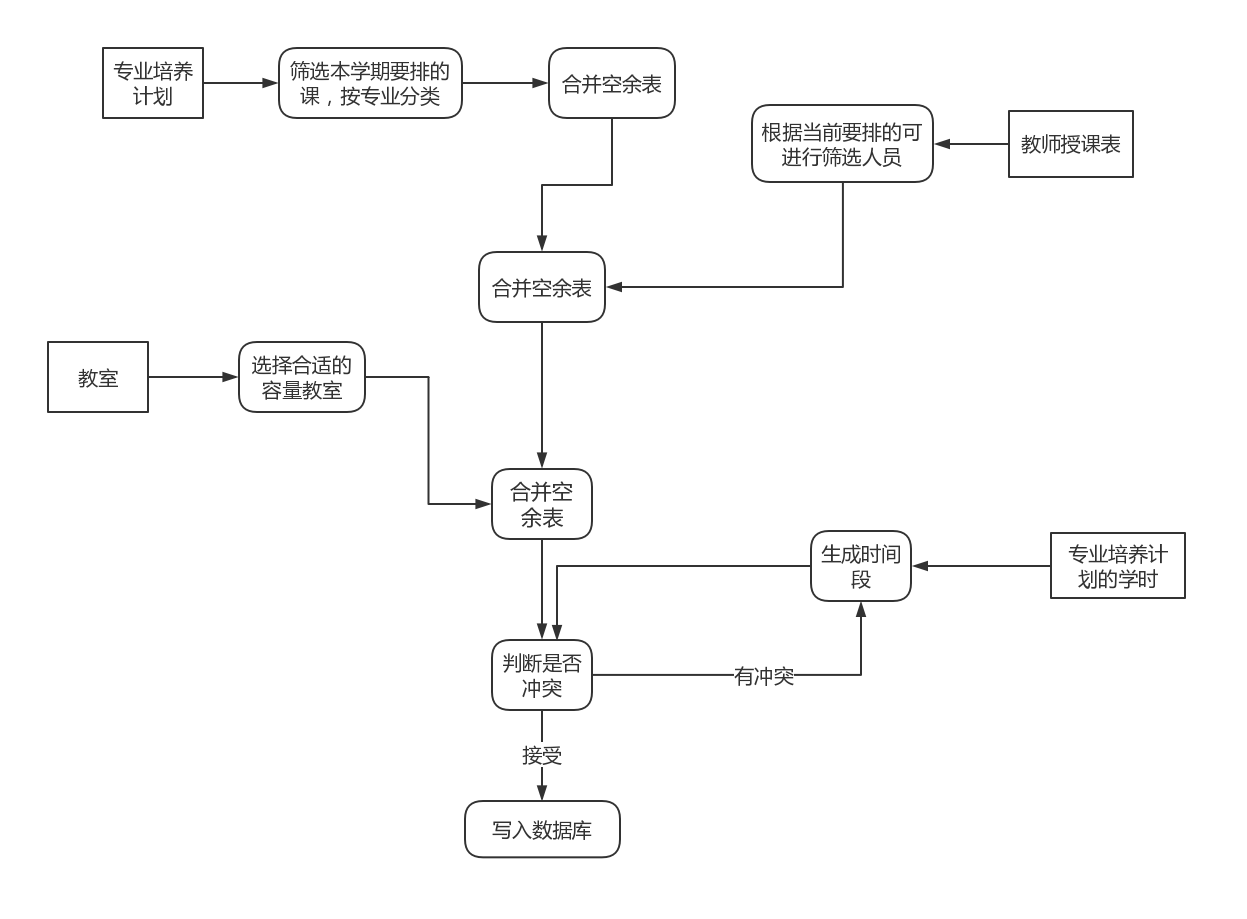 专业培养
计划
筛选本学期要排的
课，按专业分类
合并空余表
根据当前要排的可
进行筛选人员
教师授课表
合并空余表
教室
选择合适的
容量教室
合并空
余表
生成时间
段
专业培养计
划的学时
判断是否
冲突
有冲突
接受
写入数据库